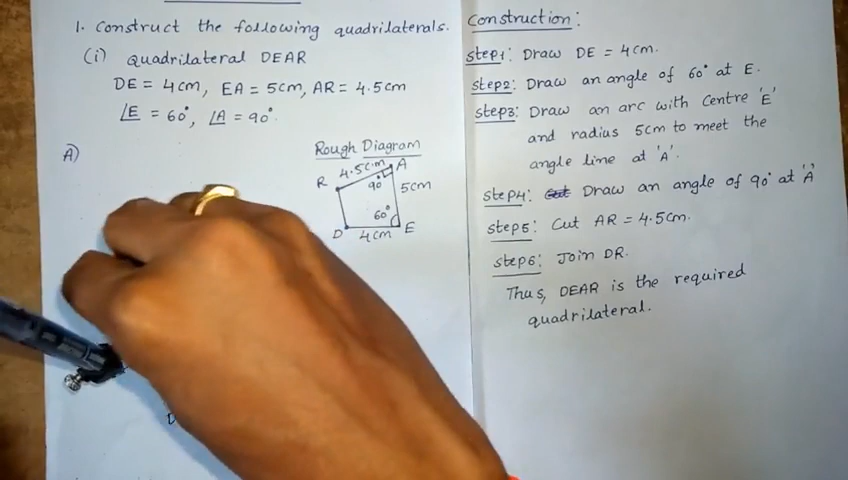 1. Construct the following quadrilaterals.
(i) quadrilateral DEAR
DE = 4cm, EA = 5cm, AR = 4.5cm
∠E = 60°, ∠A = 90°.
A)
Rough Diagram
4.5c.m A
R
90°
5cm
60°
D E
4cm
Construction:
Step1: Draw DE = 4cm.
Step2: Draw an angle of 60° at E.
Step3: Draw an arc with centre 'E'
and radius 5cm to meet the
angle line at 'A'.
Step4: Draw an angle of 90° at 'A'
Step5: Cut AR = 4.5cm.
Step6: Join DR.
Thus, DEAR is the required
quadrilateral.